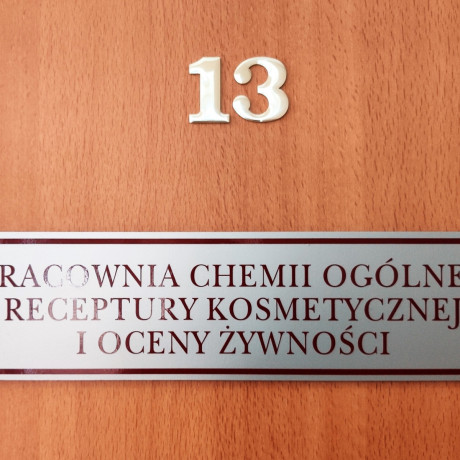 13
RACOWNIA CHEMII OGÓLNE
RECEPTURY KOSMETYCZNEJ
I OCENY ŻYWNOŚCI